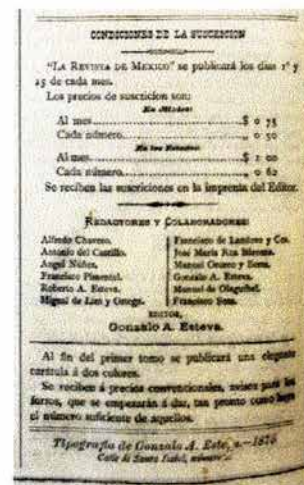 CONDICIONES DE LA SUSCRICION
"LA REVISTA DE MEXICO" se publicará los dias 1º y
15 de cada mes.
Los precios de suscricion son:
En México:
Al mes........$ 0 75
Cada número........ 0 50
En los Estados:
Al mes........$ 1 00
Cada número........ 0 62
Se reciben las suscriciones en la imprenta del Editor.
REDACTORES Y COLABORADORES:
Alfredo Chavero.
Antonio del Castillo.
Angel Núñez.
Francisco Pimentel.
Roberto A. Esteva.
Miguel de Lira y Ortega.
Francisco de Landero y Cos.
José María Roa Bárcena.
Manuel Orozco y Berra.
Gonzalo A. Esteva.
Manuel de Olaguíbel.
Francisco Sosa.
EDITOR,
Gonzalo A. Esteva.
Al fin del primer tomo se publicará una elegante
carátula á dos colores.
Se reciben á precios convencionales, avisos para los
forros, que se empezarán á dar, tan pronto como haya
el número suficiente de aquellos.
Tipografía de Gonzalo A. Esteva.—1876
Calle de Santa Isabel, número